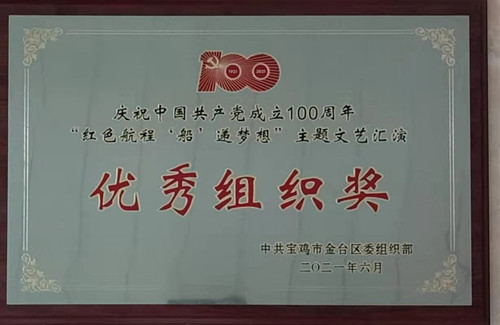 100
1921 2021
庆祝中国共产党成立100周年
“红色航程‘船’递梦想”主题文艺汇演
优秀组织奖
中共宝鸡市金台区委组织部
二〇二一年六月